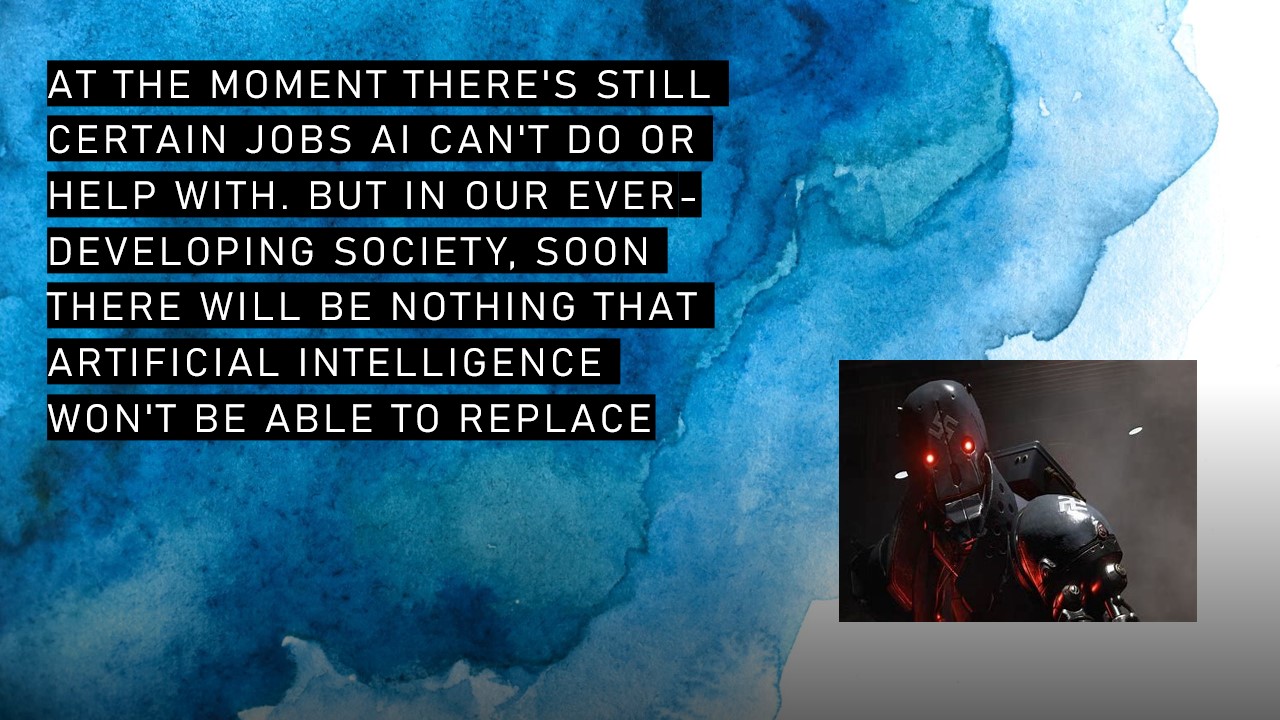 AT THE MOMENT THERE'S STILL
CERTAIN JOBS AI CAN'T DO OR
HELP WITH. BUT IN OUR EVER-
DEVELOPING SOCIETY, SOON
THERE WILL BE NOTHING THAT
ARTIFICIAL INTELLIGENCE
WON'T BE ABLE TO REPLACE